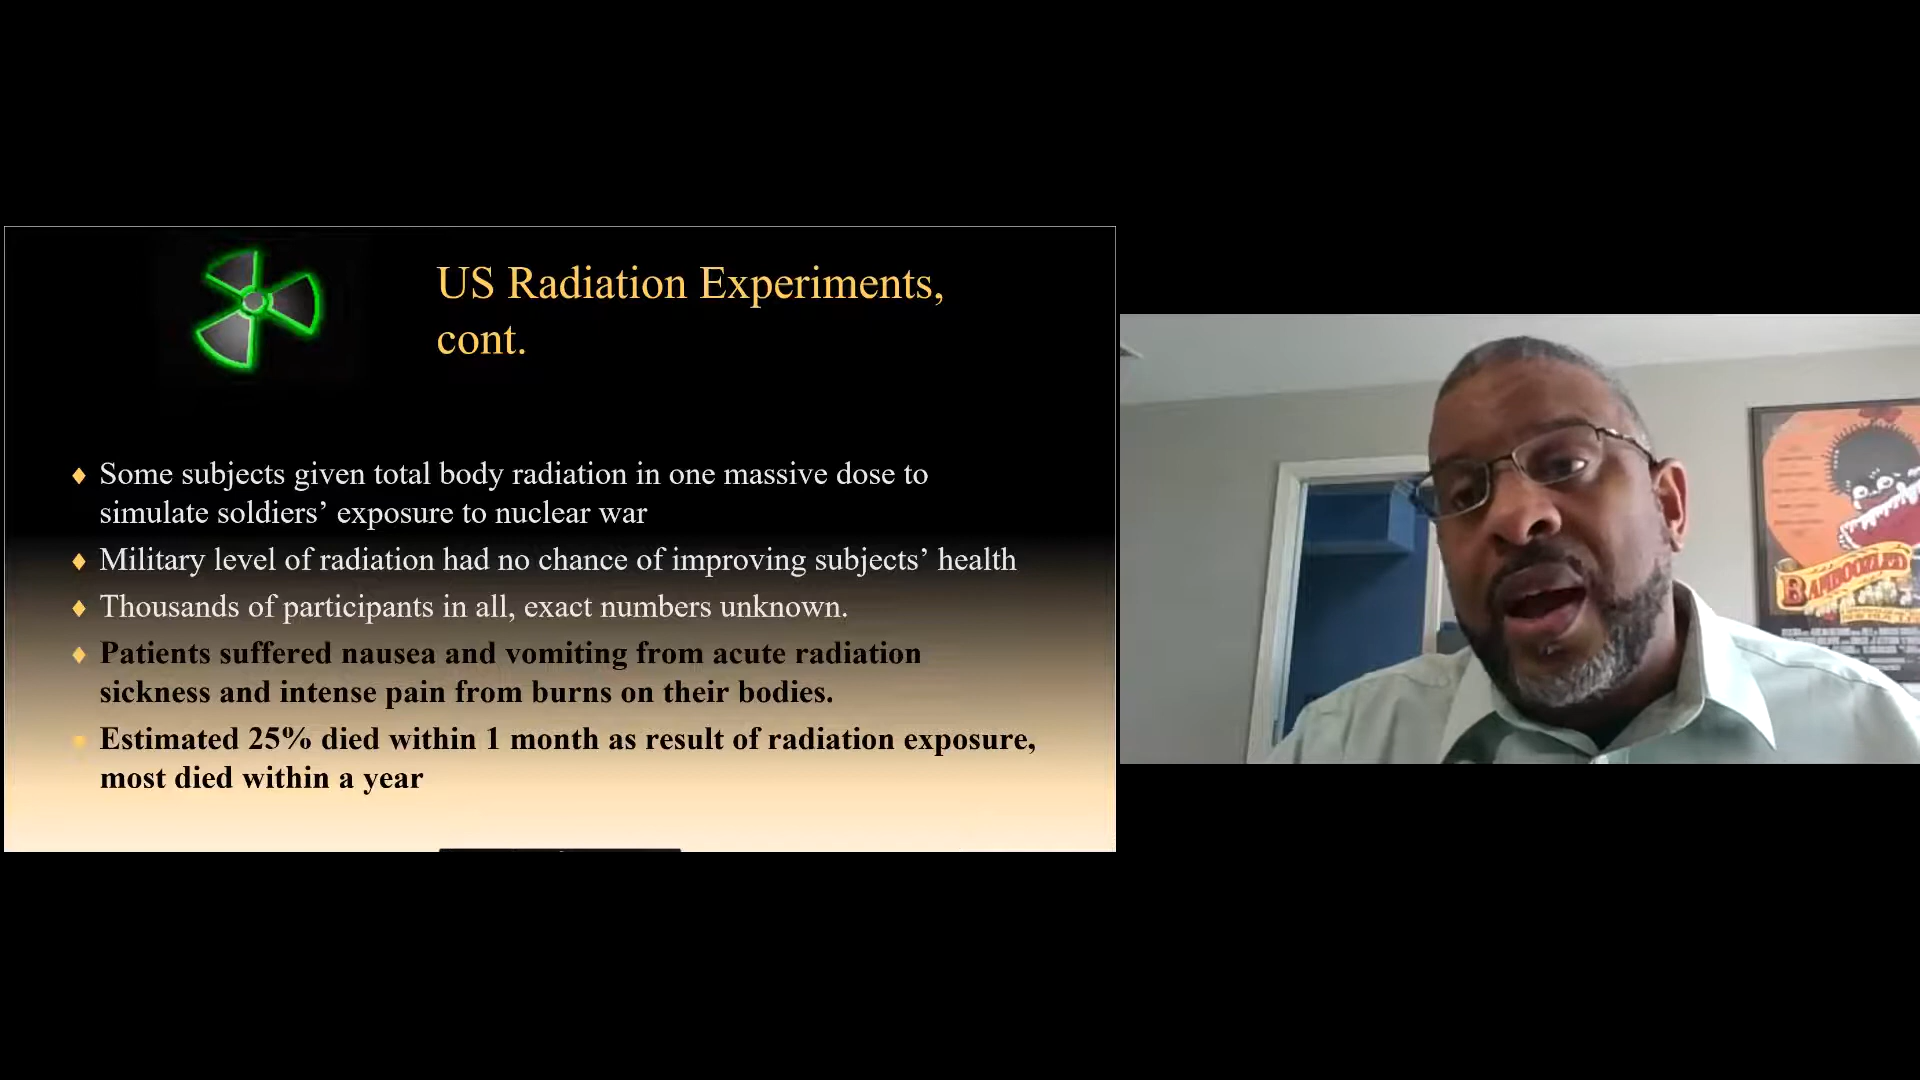 US Radiation Experiments,
cont.
Some subjects given total body radiation in one massive dose to
simulate soldiers’ exposure to nuclear war
Military level of radiation had no chance of improving subjects’ health
Thousands of participants in all, exact numbers unknown.
Patients suffered nausea and vomiting from acute radiation
sickness and intense pain from burns on their bodies.
Estimated 25% died within 1 month as result of radiation exposure,
most died within a year
BAMBOOZLED